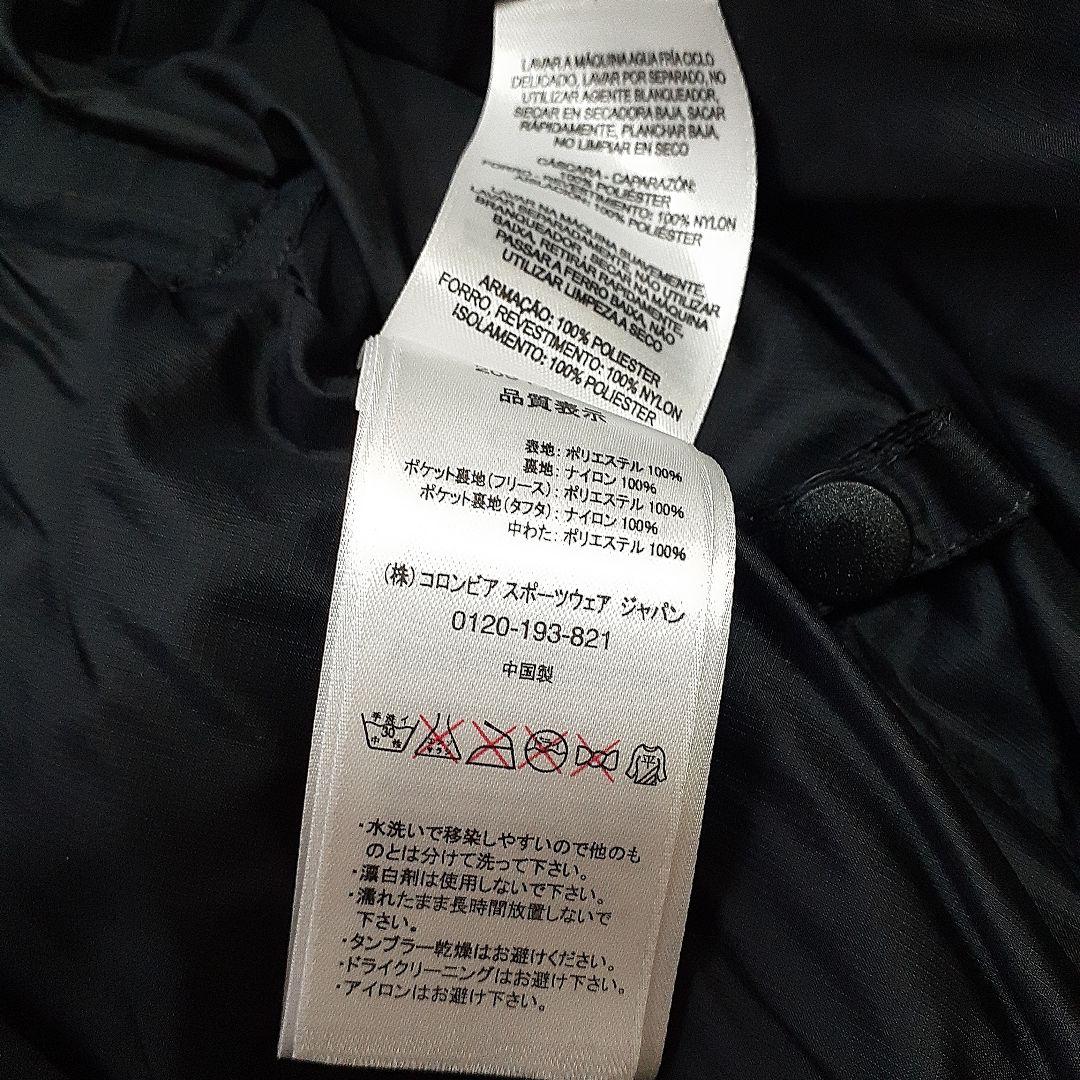 LAVAR A MÁQUINA AGUA FRÍA CICLO
DELICADO, LAVAR POR SEPARADO, NO
UTILIZAR AGENTE BLANQUEADOR,
SECAR EN SECADORA BAJA, SACAR
RÁPIDAMENTE, PLANCHAR BAJA,
NO LIMPIAR EN SECO
CÁSCARA - CAPARAZÓN:
100% POLIÉSTER
FORRO, REVESTIMIENTO: 100% NYLON
100% POLIÉSTER
LAVAR NA MÁQUINA SUAVEMENTE,
SEPARADAMINA, NA UTILIZAR
BRANQUEADOR, SECAR NA MÁQUINA
BAIXA, RETIRAR RAPIDAMENTE,
PASSAR A FERRO BAIXA, NÃO
UTILIZAR LIMPEZA A SECO
ARMAÇÃO: 100% POLIESTER
FORRO, REVESTIMENTO: 100% NYLON
ISOLAMENTO: 100% POLIESTER
品質表示
表地: ポリエステル 100%
裏地: ナイロン 100%
ポケット裏地(フリース): ポリエステル 100%
ポケット裏地(タフタ): ナイロン 100%
中わた: ポリエステル 100%
(株)コロンビア スポーツウェア ジャパン
0120-193-821
中国製
手洗イ
30
中 性
平
・水洗いで移染しやすいので他のも
のとは分けて洗って下さい。
・漂白剤は使用しないで下さい。
・濡れたまま長時間放置しないで
下さい。
・タンブラー乾燥はお避けください。
・ドライクリーニングはお避け下さい。
・アイロンはお避け下さい。